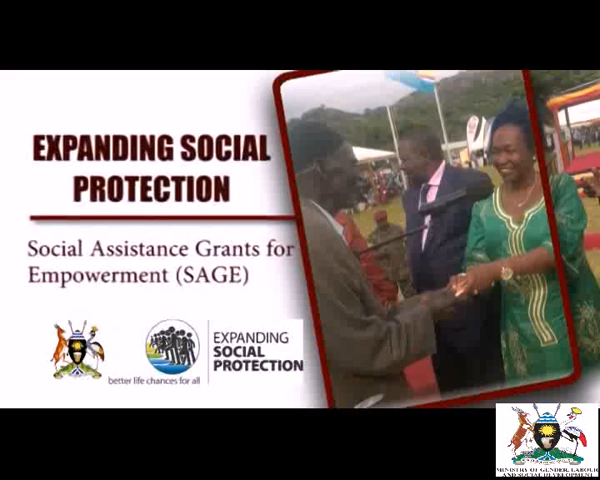 EXPANDING SOCIAL
PROTECTION
Social Assistance Grants for
Empowerment (SAGE)
better life chances for all
EXPANDING
SOCIAL
PROTECTION
MINISTRY OF GENDER, LABOUR
AND SOCIAL DEVELOPMENT